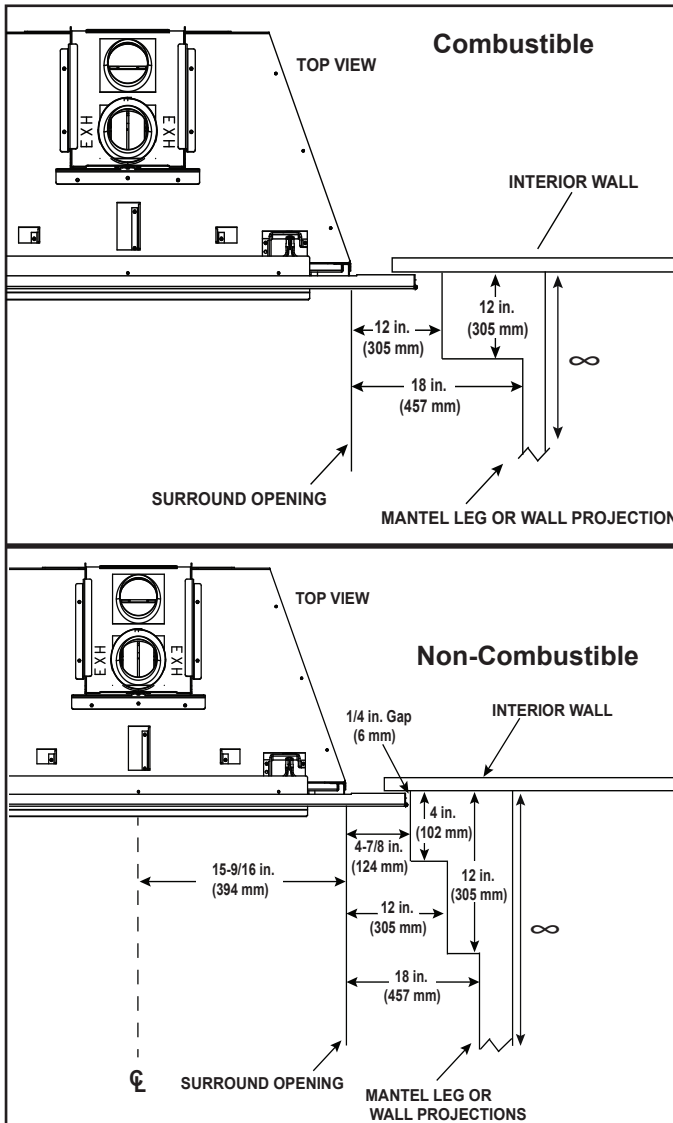 Combustible
TOP VIEW
EXH
EXH
INTERIOR WALL
12 in.
(305 mm)
12 in.
(305 mm)
∞
18 in.
(457 mm)
SURROUND OPENING
MANTEL LEG OR WALL PROJECTION
TOP VIEW
EXH
EXH
Non-Combustible
1/4 in. Gap
(6 mm)
INTERIOR WALL
4 in.
(102 mm)
4-7/8 in.
(124 mm)
15-9/16 in.
(394 mm)
12 in.
(305 mm)
12 in.
(305 mm)
∞
18 in.
(457 mm)
℄
SURROUND OPENING
MANTEL LEG OR
WALL PROJECTIONS